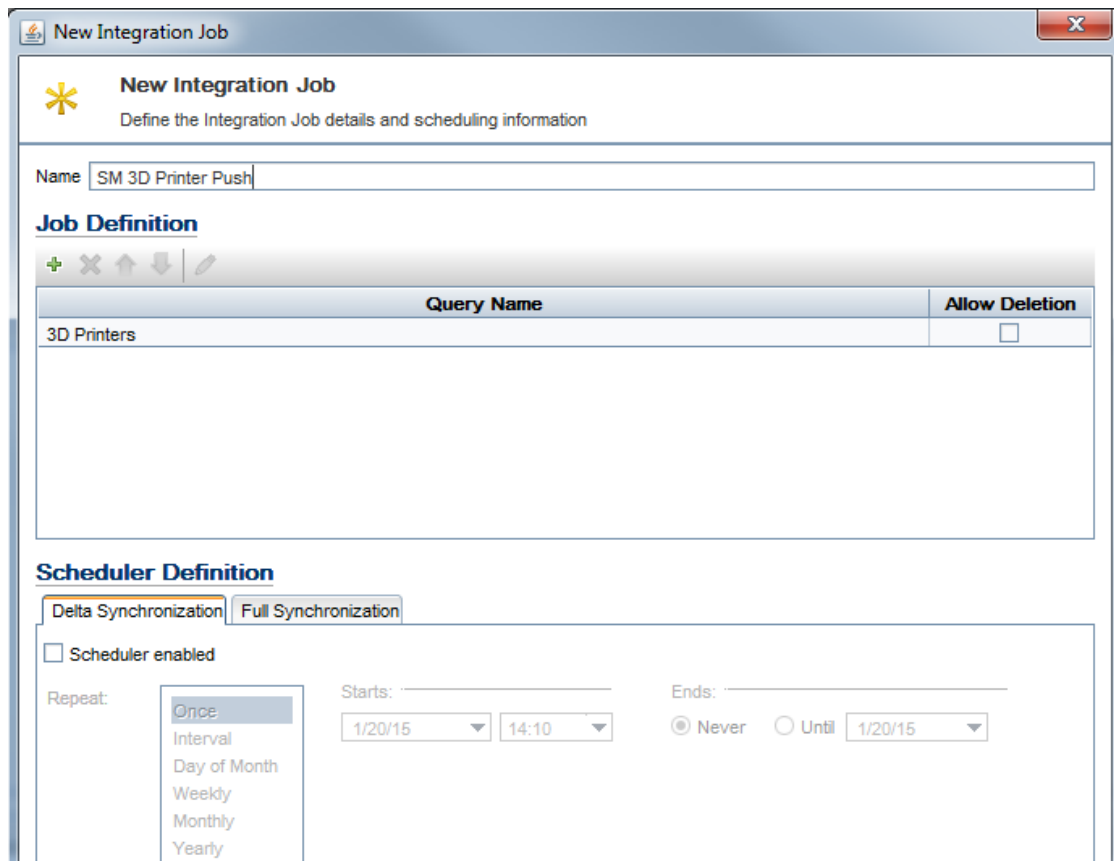 New Integration Job
New Integration Job
Define the Integration Job details and scheduling information
Name SM 3D Printer Push
Job Definition
Query Name Allow Deletion
3D Printers
Scheduler Definition
Delta Synchronization Full Synchronization
Scheduler enabled
Repeat: Starts: Ends:
Once 1/20/15 14:10 Never Until 1/20/15
Interval
Day of Month
Weekly
Monthly
Yearly